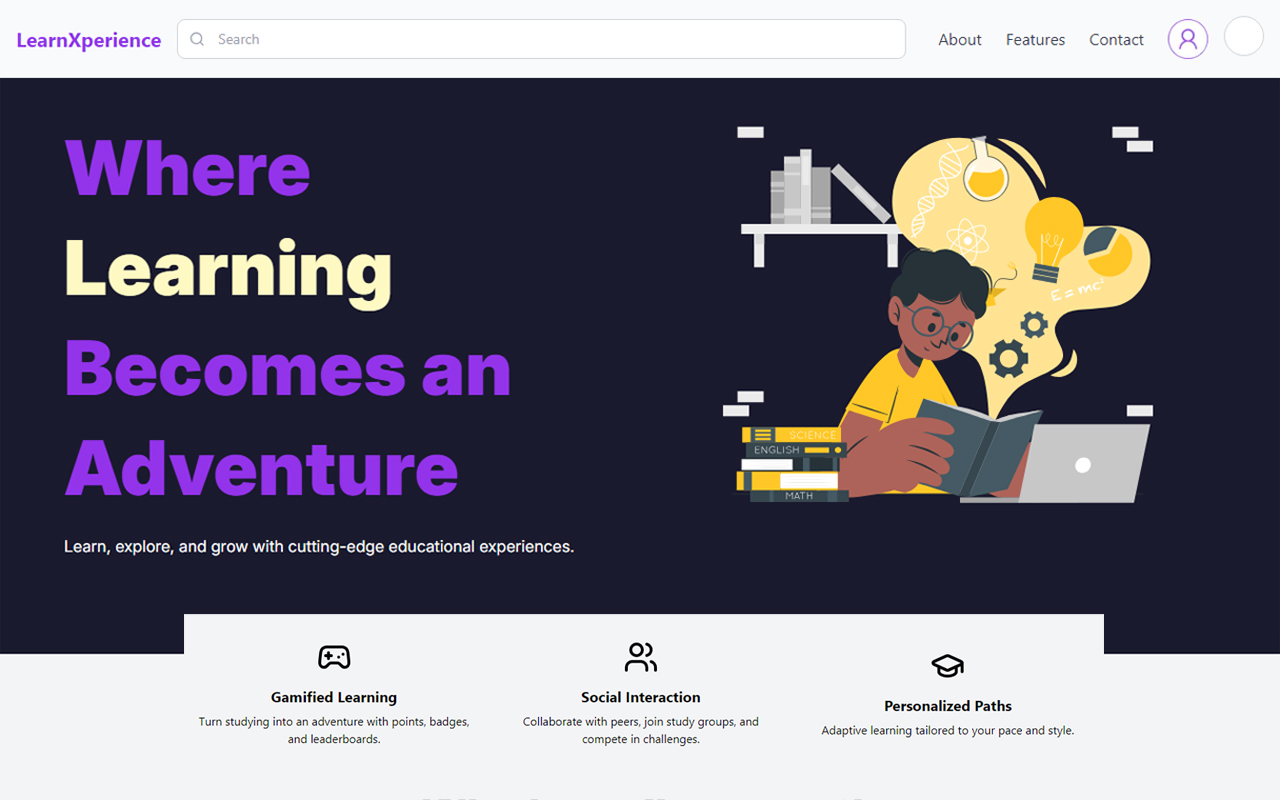 LearnXperience
Search
About
Features
Contact
Where
Learning
Becomes an
Adventure
Learn, explore, and grow with cutting-edge educational experiences.
E = mc²
SCIENCE
ENGLISH
MATH
Gamified Learning
Turn studying into an adventure with points, badges,
and leaderboards.
Social Interaction
Collaborate with peers, join study groups, and
compete in challenges.
Personalized Paths
Adaptive learning tailored to your pace and style.